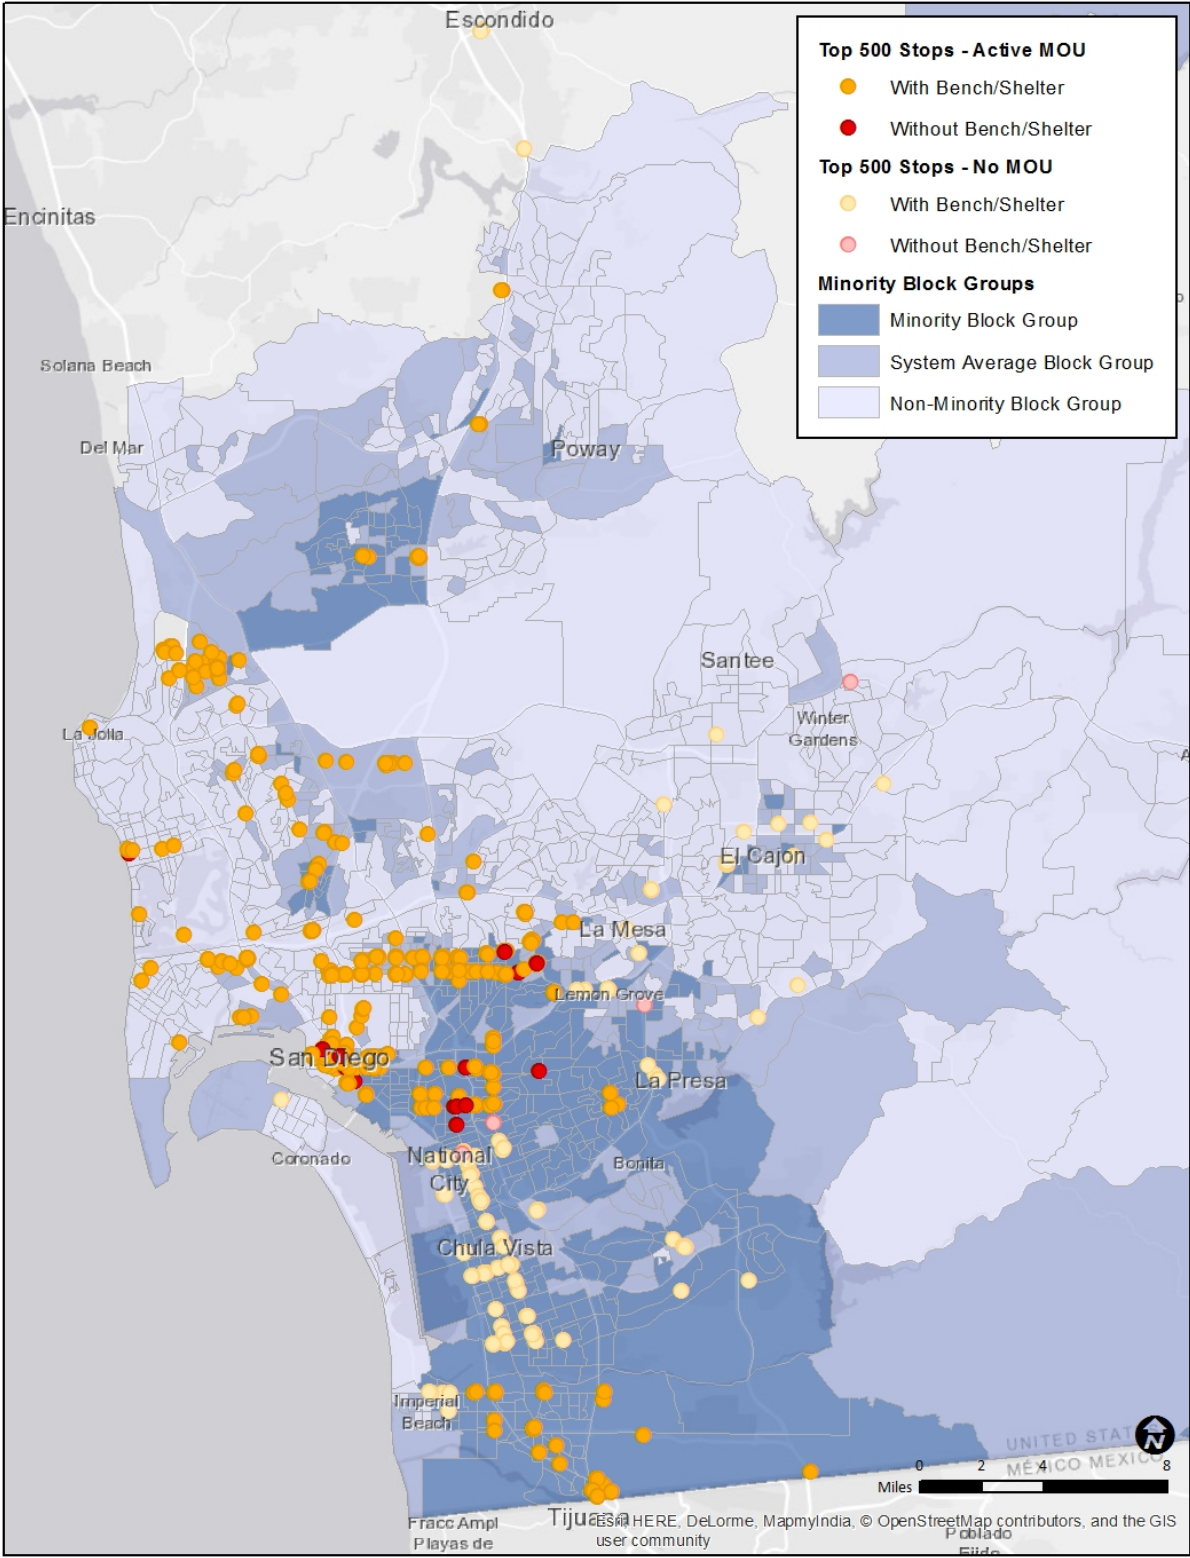 Escondido
Top 500 Stops - Active MOU
With Bench/Shelter
Without Bench/Shelter
Top 500 Stops - No MOU
With Bench/Shelter
Without Bench/Shelter
Minority Block Groups
Minority Block Group
System Average Block Group
Non-Minority Block Group
Encinitas
Solana Beach
Del Mar
Poway
Santee
Winter
Gardens
La Jolla
El Cajon
La Mesa
Lemon Grove
San Diego
La Presa
Coronado
National
City
Bonita
Chula Vista
Imperial
Beach
N
UNITED STAT
MÉXICO MEXICO
0 2 4 8
Miles
Tijuana
Fracc Ampl
Playas de
Esri, HERE, DeLorme, MapmyIndia, © OpenStreetMap contributors, and the GIS
user community
Poblado
Ejido